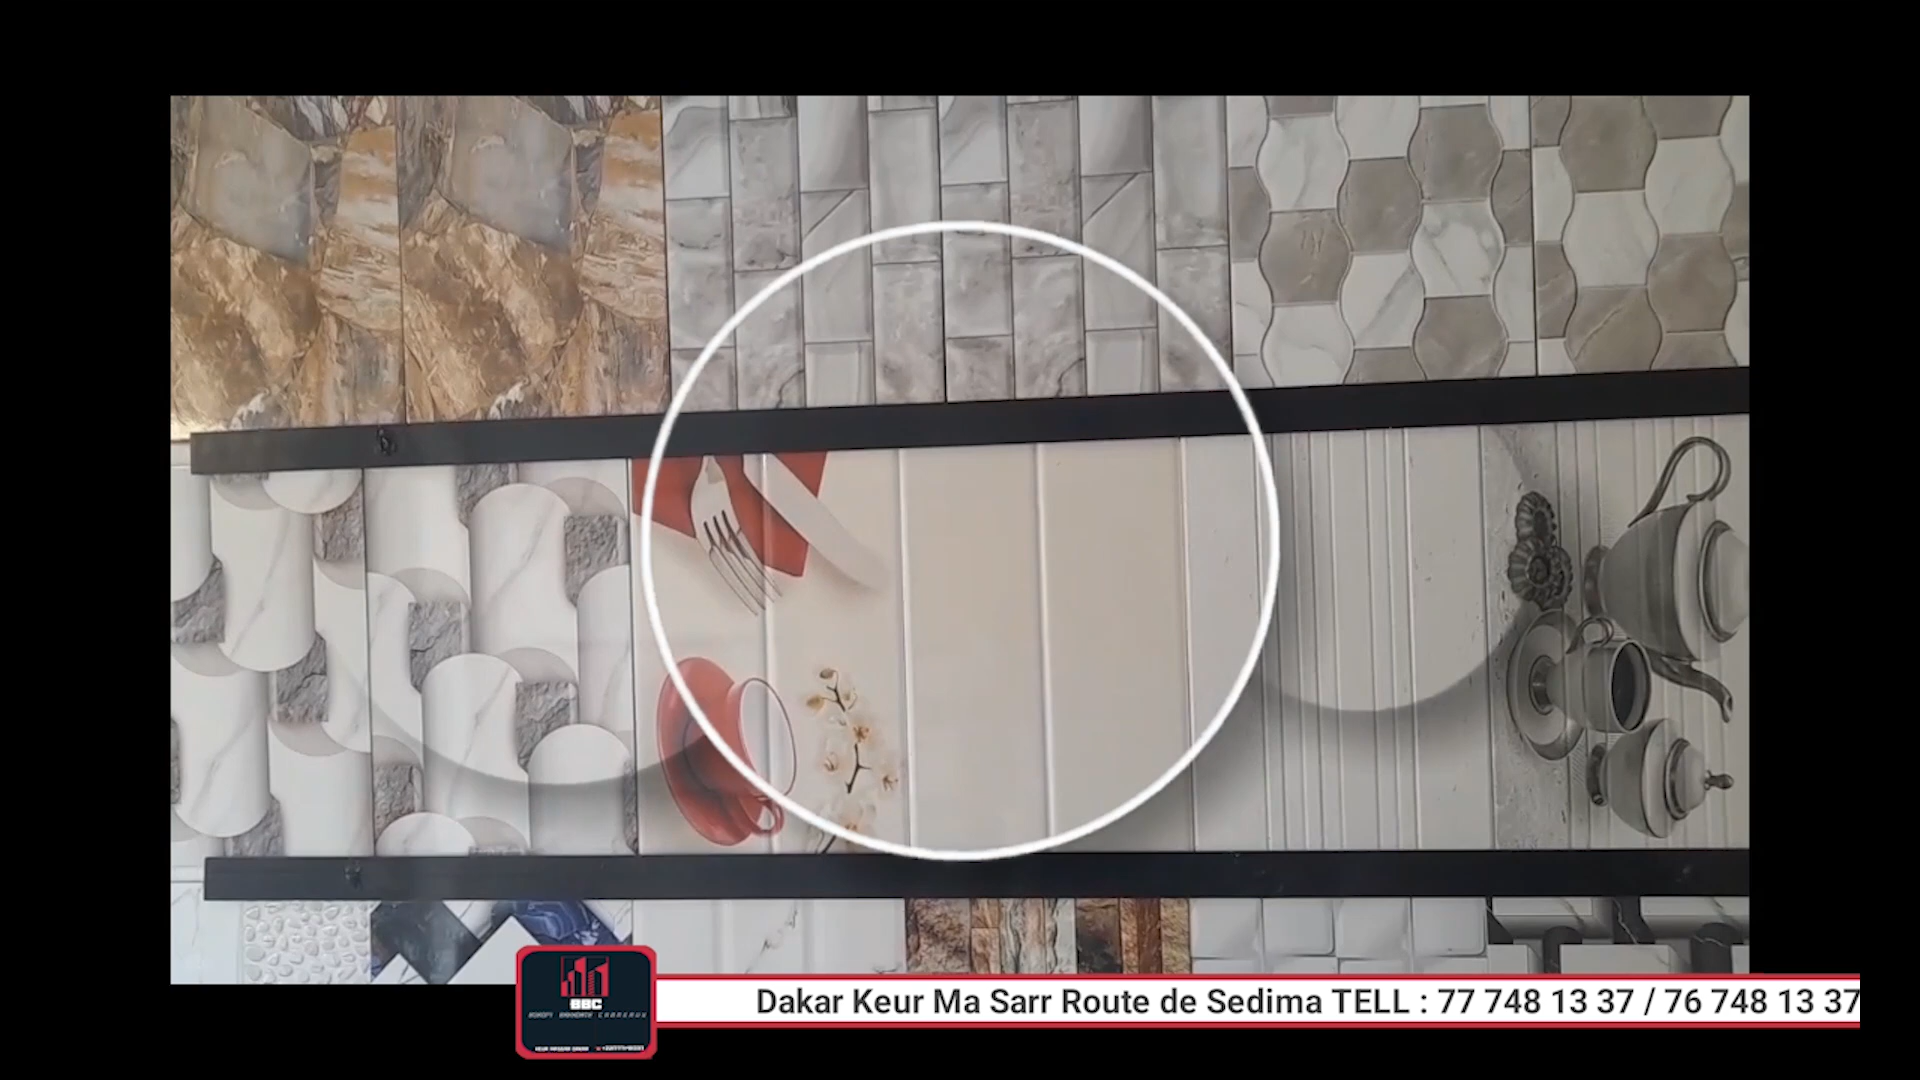 BBC
Dakar Keur Ma Sarr Route de Sedima TELL : 77 748 13 37 / 76 748 13 37